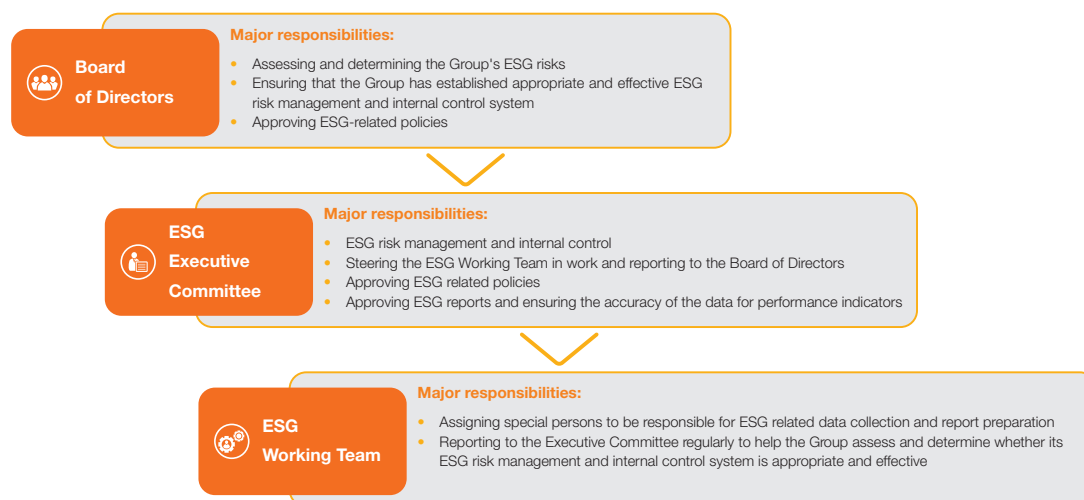 Board
of Directors
Major responsibilities:
• Assessing and determining the Group's ESG risks
• Ensuring that the Group has established appropriate and effective ESG
risk management and internal control system
• Approving ESG-related policies
ESG
Executive
Committee
Major responsibilities:
• ESG risk management and internal control
• Steering the ESG Working Team in work and reporting to the Board of Directors
• Approving ESG related policies
• Approving ESG reports and ensuring the accuracy of the data for performance indicators
ESG
Working Team
Major responsibilities:
• Assigning special persons to be responsible for ESG related data collection and report preparation
• Reporting to the Executive Committee regularly to help the Group assess and determine whether its
ESG risk management and internal control system is appropriate and effective